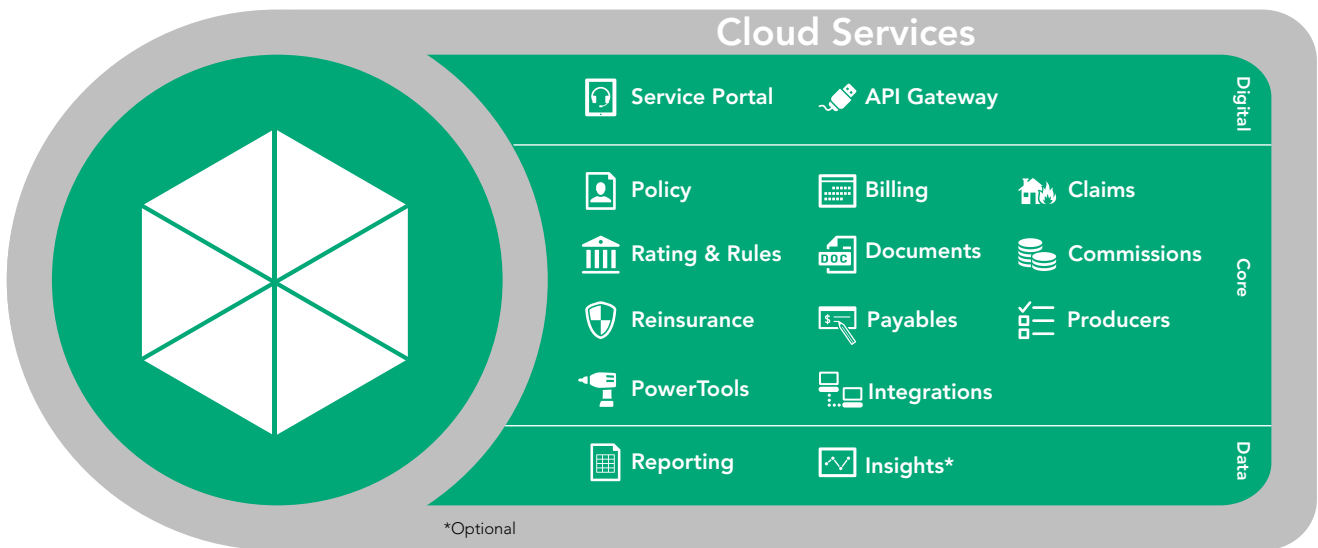 Cloud Services
Service Portal
API Gateway
Digital
Policy
Billing
Claims
Rating & Rules
DOC
Documents
Commissions
Core
Reinsurance
$
Payables
Producers
PowerTools
Integrations
Reporting
Insights*
Data
*Optional